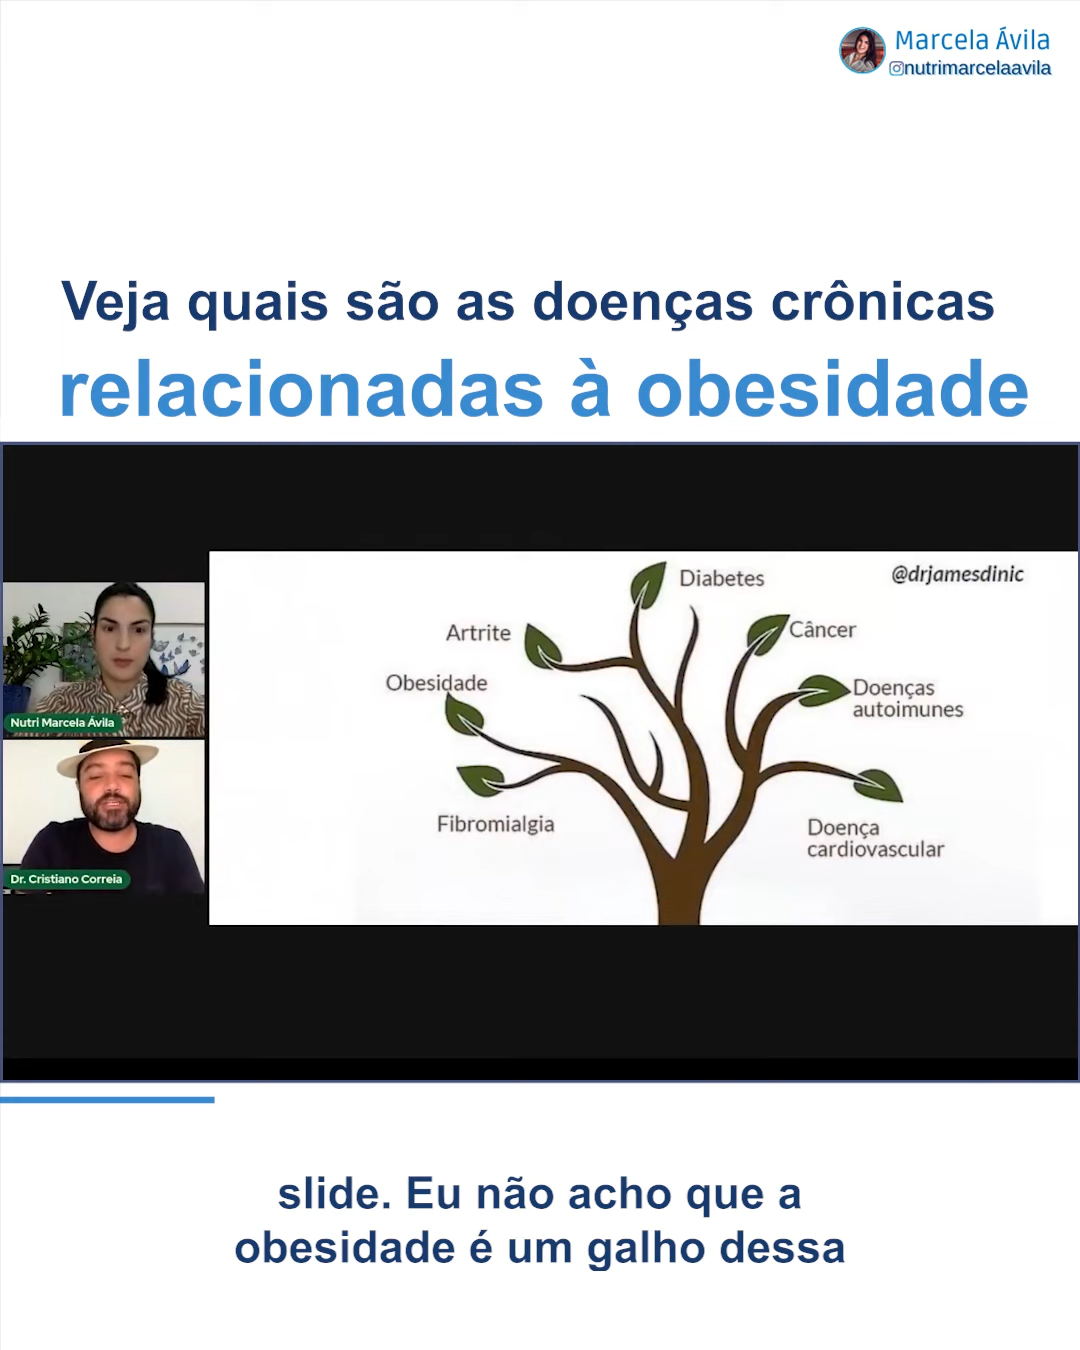 Marcela Ávila
nutrimarcelaavila
Veja quais são as doenças crônicas
relacionadas à obesidade
@drjamesdinic
Diabetes
Artrite
Câncer
Obesidade
Doenças
autoimunes
Fibromialgia
Doença
cardiovascular
Nutri Marcela Ávila
Dr. Cristiano Correia
slide. Eu não acho que a
obesidade é um galho dessa